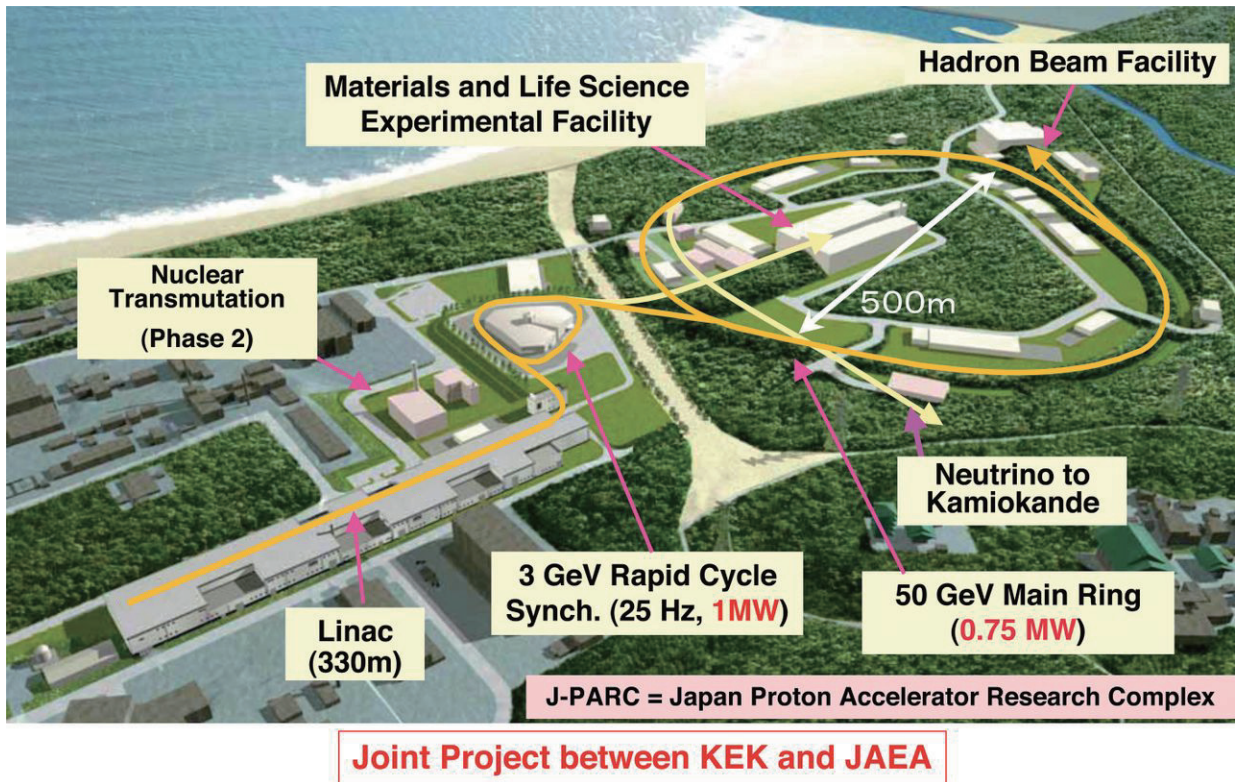 Hadron Beam Facility
Materials and Life Science
Experimental Facility
Nuclear
Transmutation
(Phase 2)
500m
Neutrino to
Kamiokande
3 GeV Rapid Cycle
Synch. (25 Hz, 1MW)
50 GeV Main Ring
(0.75 MW)
Linac
(330m)
J-PARC = Japan Proton Accelerator Research Complex
Joint Project between KEK and JAEA